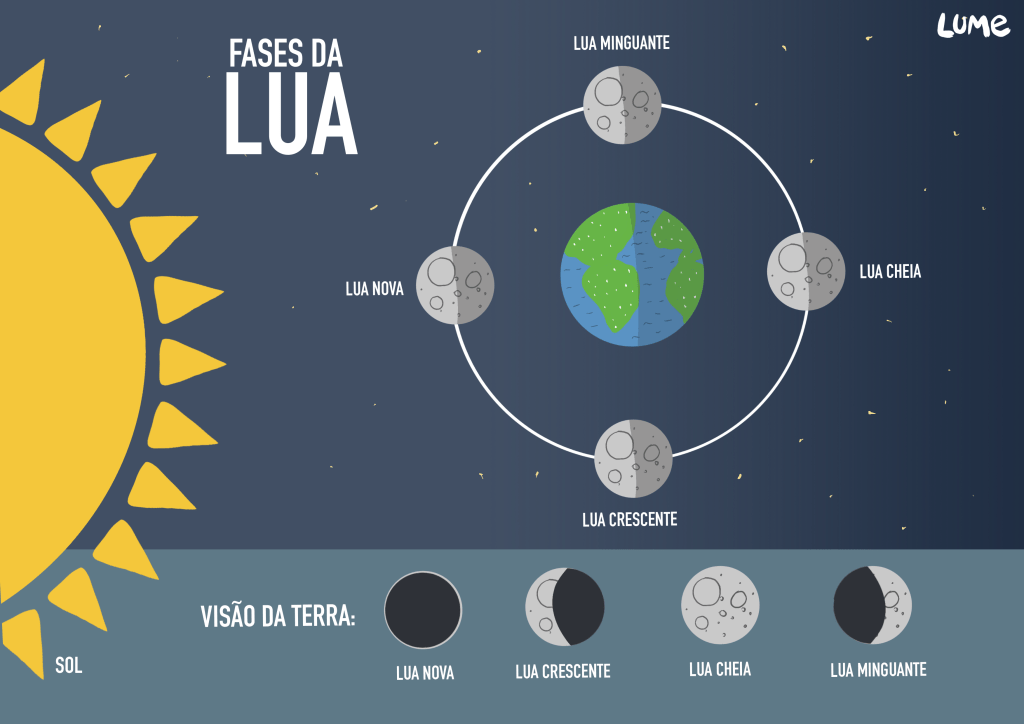 LUME
FASES DA
LUA
LUA MINGUANTE
LUA NOVA
LUA CHEIA
LUA CRESCENTE
VISÃO DA TERRA:
SOL
LUA NOVA
LUA CRESCENTE
LUA CHEIA
LUA MINGUANTE